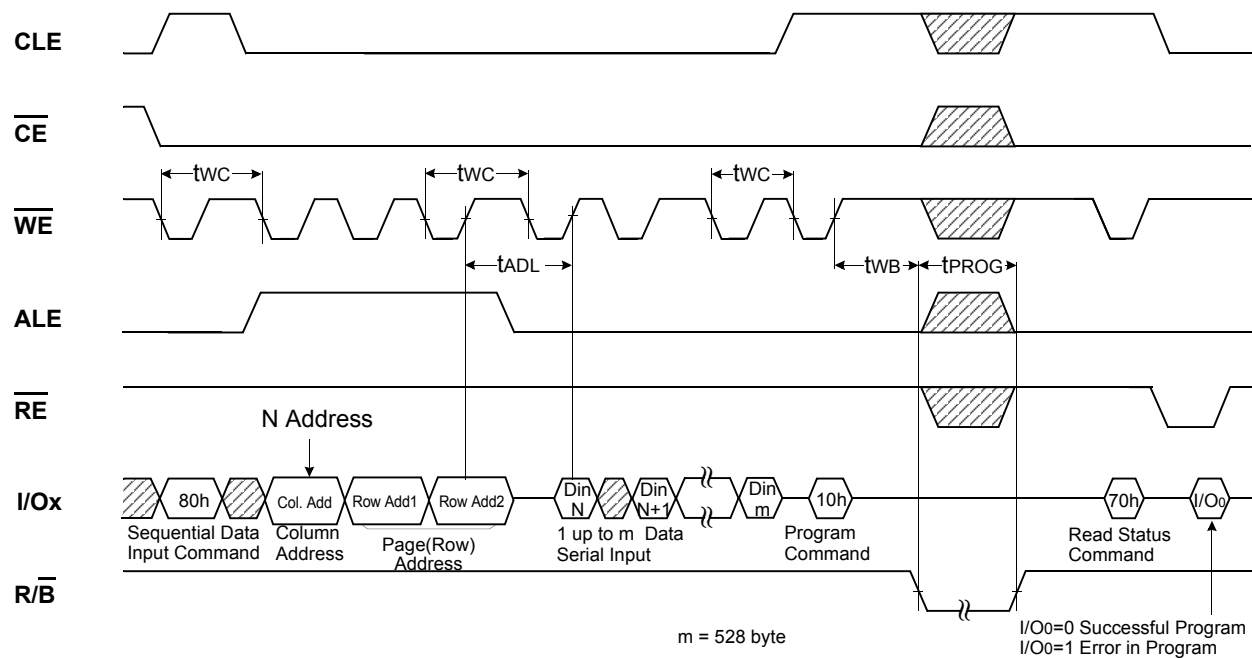 CLE
CE
tWC
tWC
tWC
WE
tADL
tWB
tPROG
ALE
RE
N Address
I/Ox
80h
Col. Add
Row Add1
Row Add2
Din
N
Din
N+1
Din
m
10h
70h
I/O0
Sequential Data
Input Command
Column
Address
Page(Row)
Address
1 up to m Data
Serial Input
Program
Command
Read Status
Command
R/B
m = 528 byte
I/O0=0 Successful Program
I/O0=1 Error in Program